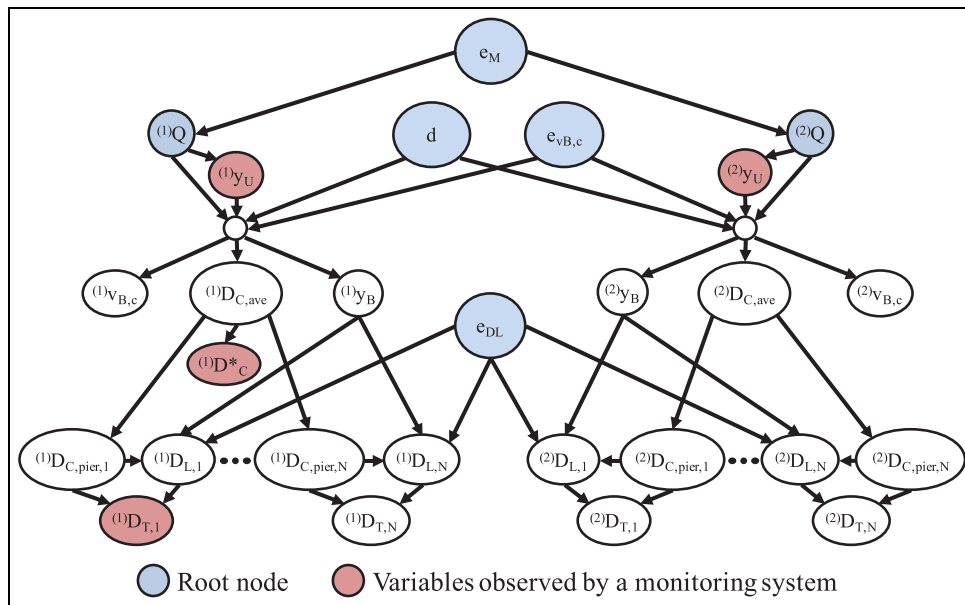 e_M
(1)Q
d
e_vB,c
(2)Q
(1)y_U
(2)y_U
(1)v_B,c
(1)D_C,ave
(1)y_B
(2)y_B
(2)D_C,ave
(2)v_B,c
e_DL
(1)D*_C
(1)D_C,pier,1
(1)D_L,1
(1)D_C,pier,N
(1)D_L,N
(2)D_L,1
(2)D_C,pier,1
(2)D_L,N
(2)D_C,pier,N
(1)D_T,1
(1)D_T,N
(2)D_T,1
(2)D_T,N
Root node
Variables observed by a monitoring system